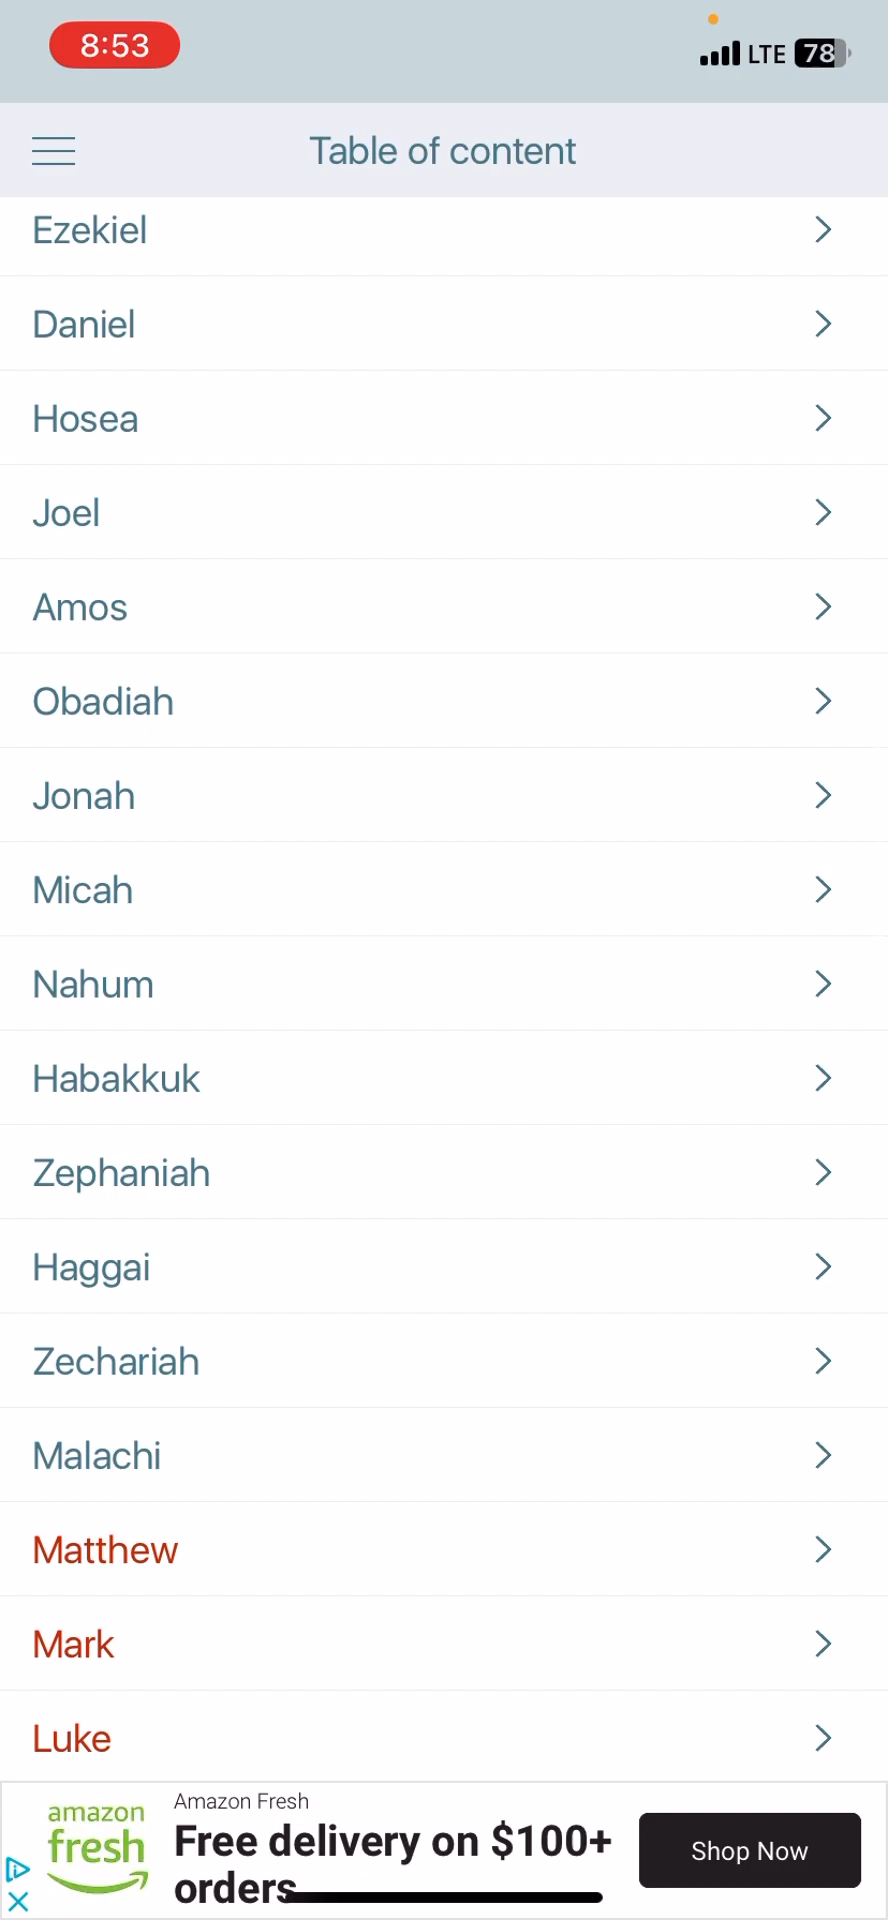 8:53
LTE 78
Table of content
Ezekiel
Daniel
Hosea
Joel
Amos
Obadiah
Jonah
Micah
Nahum
Habakkuk
Zephaniah
Haggai
Zechariah
Malachi
Matthew
Mark
Luke
amazon
fresh
Amazon Fresh
Free delivery on $100+
orders
Shop Now